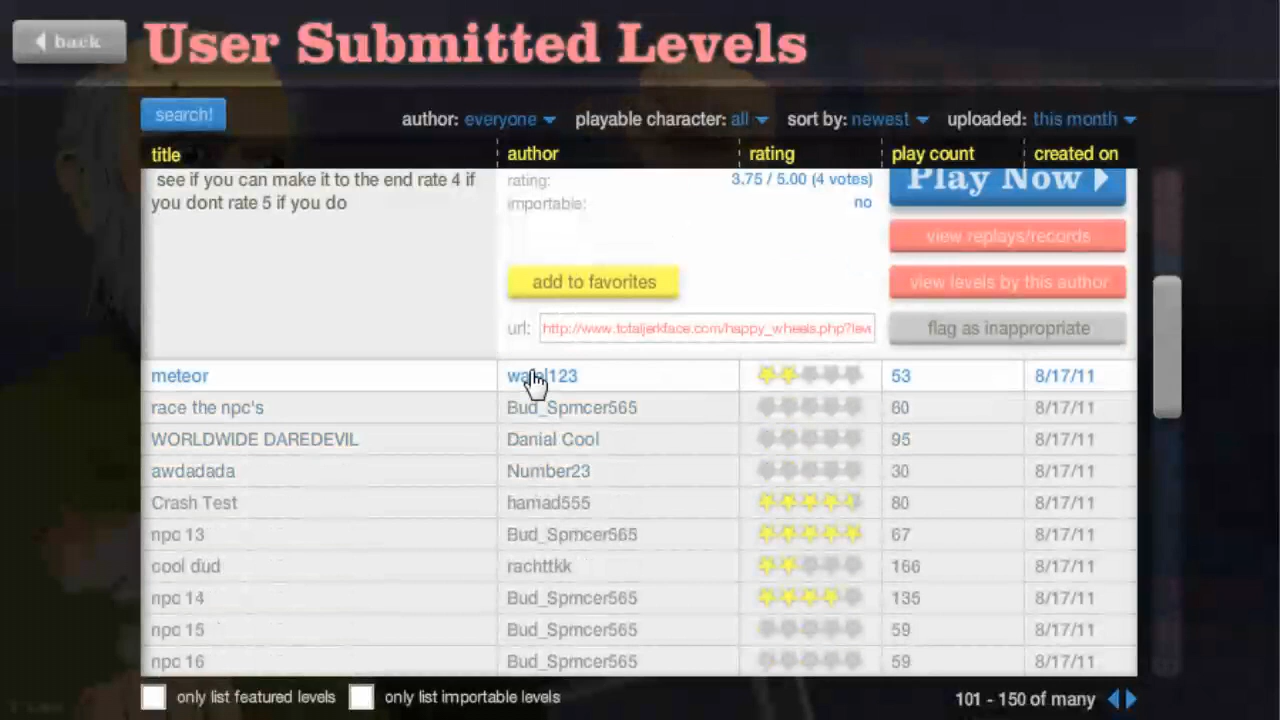 back
User Submitted Levels
search!
author: everyone playable character: all sort by: newest uploaded: this month
title author rating play count created on
see if you can make it to the end rate 4 if
you dont rate 5 if you do
rating: 3.75 / 5.00 (4 votes)
importable: no
Play Now
view replays/records
add to favorites
view levels by this author
url: http://www.totaljerkface.com/happy_wheels.php?lev
flag as inappropriate
meteor 53 8/17/11
race the npc's Bud_Sprncer565 60 8/17/11
WORLDWIDE DAREDEVIL Danial Cool 95 8/17/11
awdadada Number23 30 8/17/11
Crash Test hamad555 80 8/17/11
npc 13 Bud_Sprncer565 67 8/17/11
cool dud rachttkk 166 8/17/11
npc 14 Bud_Sprncer565 135 8/17/11
npc 15 Bud_Sprncer565 59 8/17/11
npc 16 Bud_Sprncer565 59 8/17/11
only list featured levels only list importable levels 101 - 150 of many